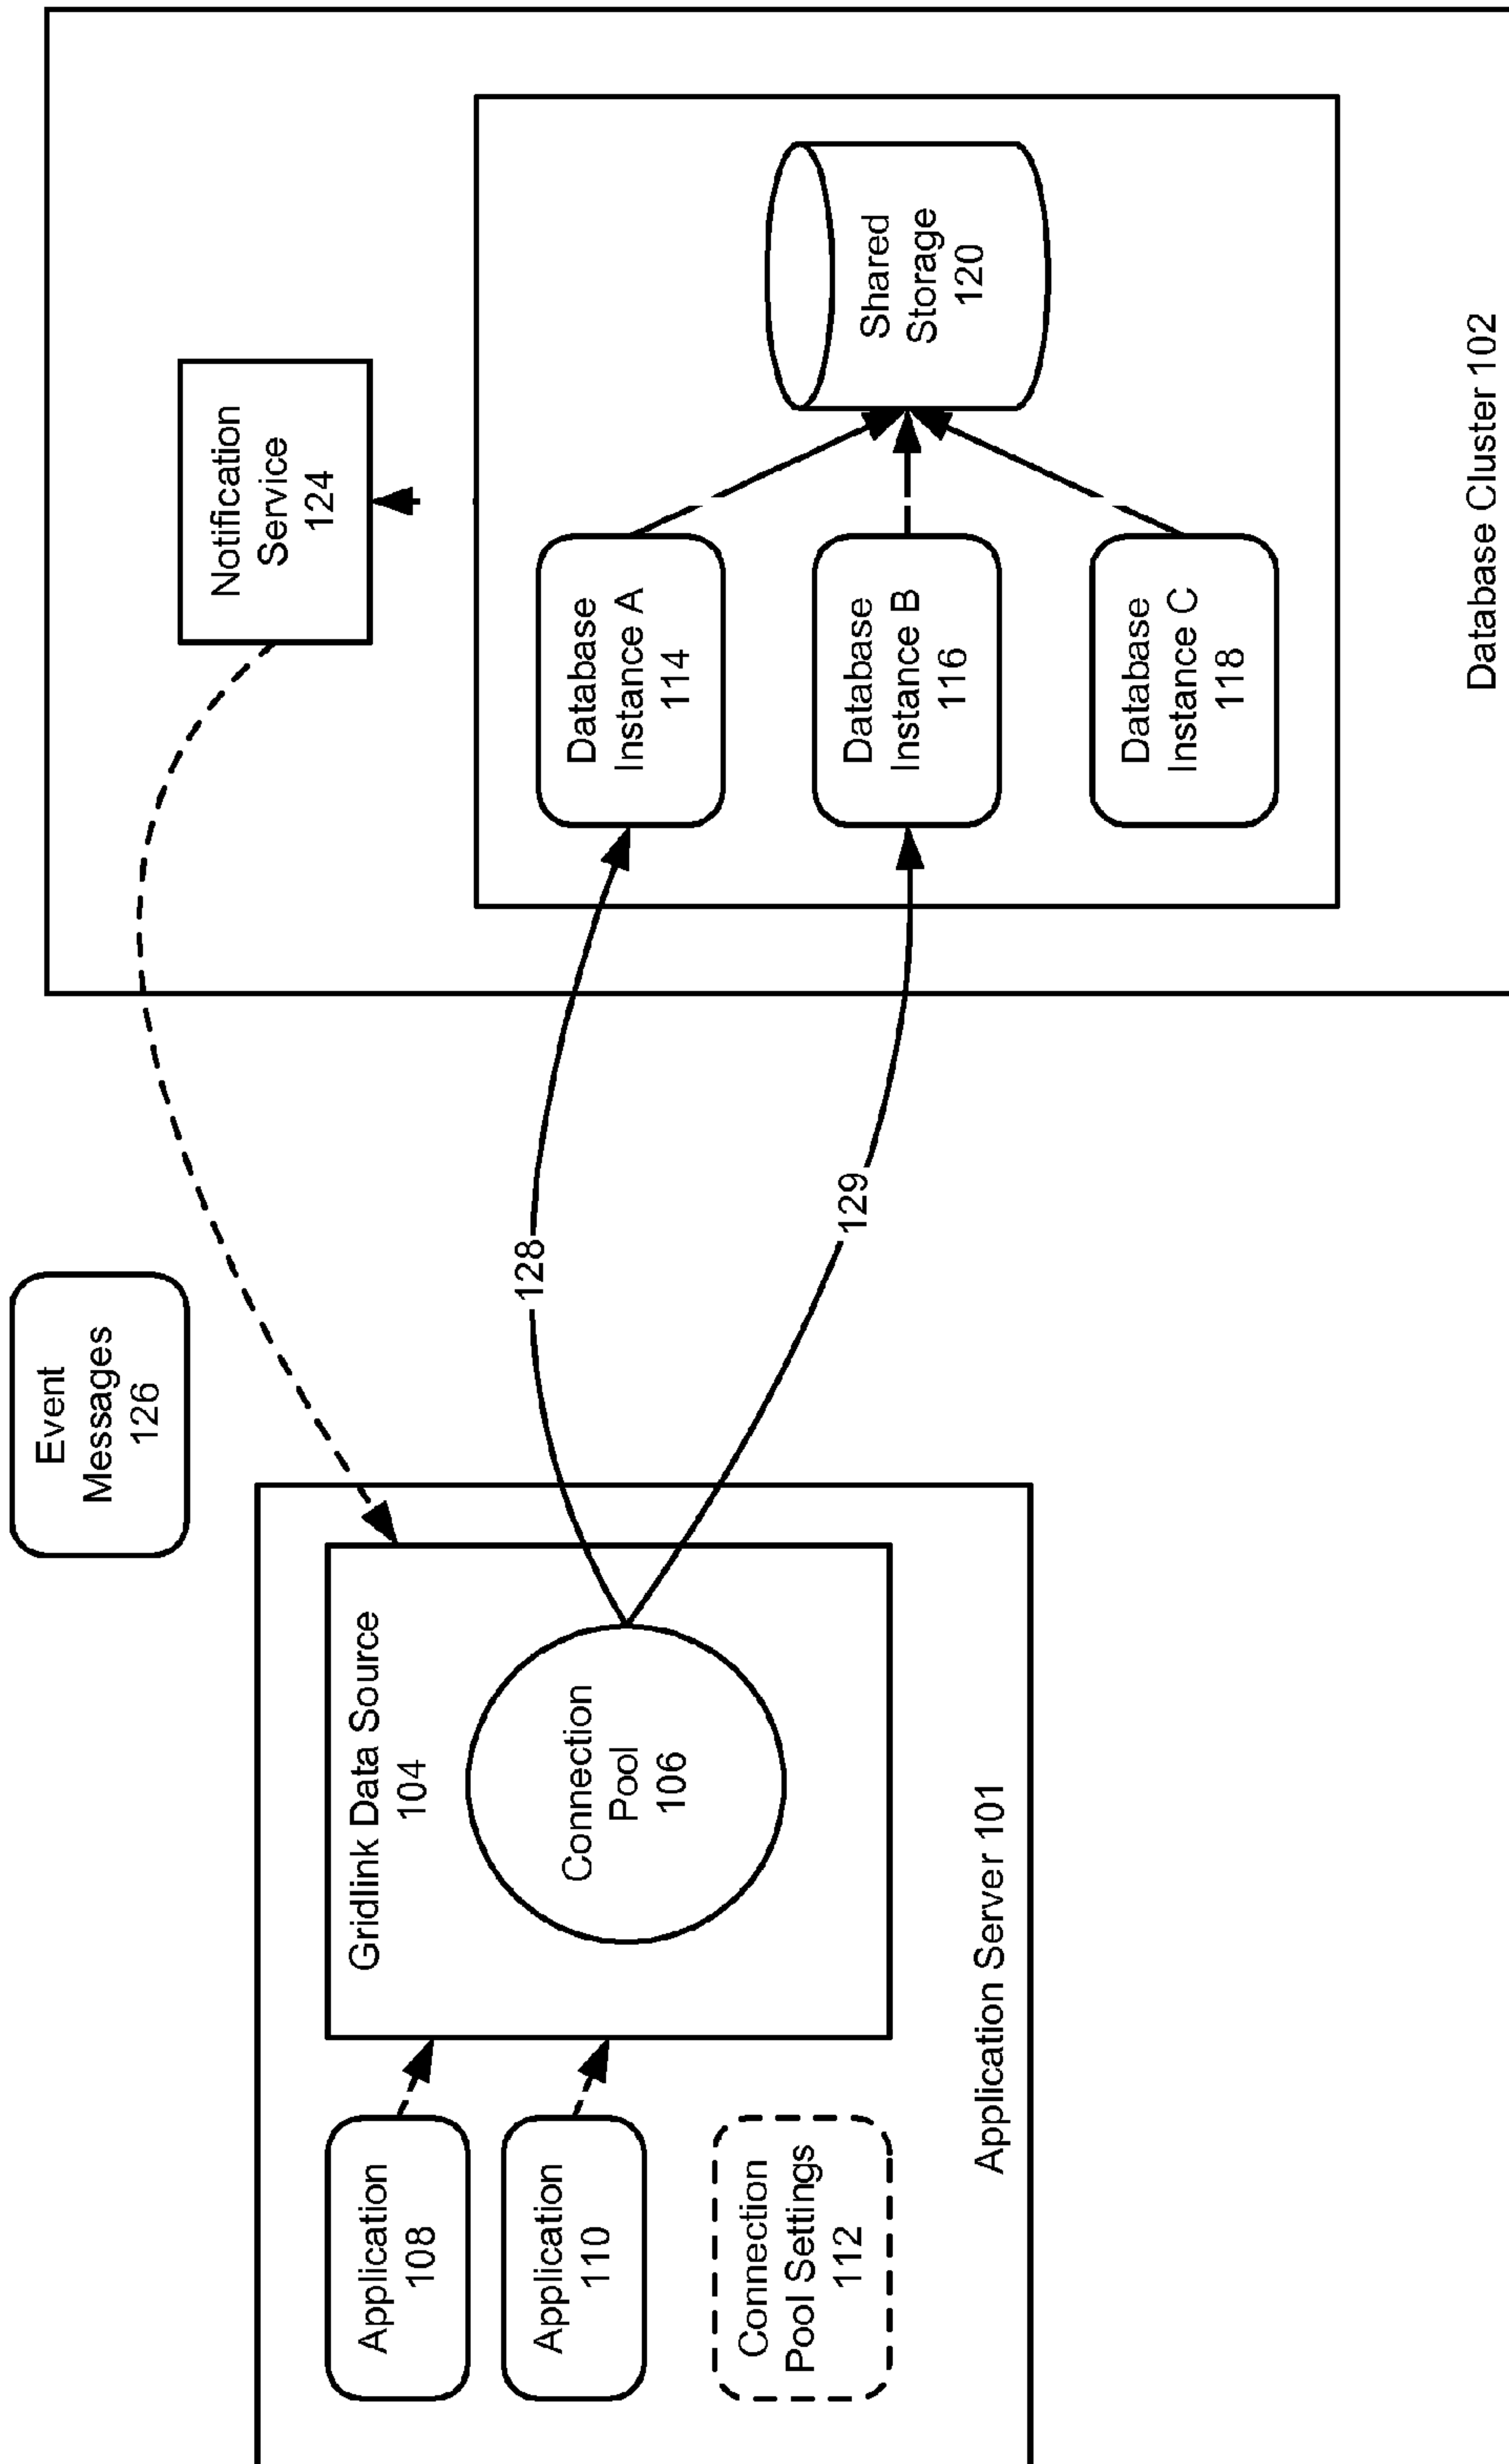 Event
Messages
126
Gridlink Data Source
104
Connection
Pool
106
Application
108
Application
110
Connection
Pool Settings
112
Application Server 101
128
129
Notification
Service
124
Database
Instance A
114
Database
Instance B
116
Database
Instance C
118
Shared
Storage
120
Database Cluster 102